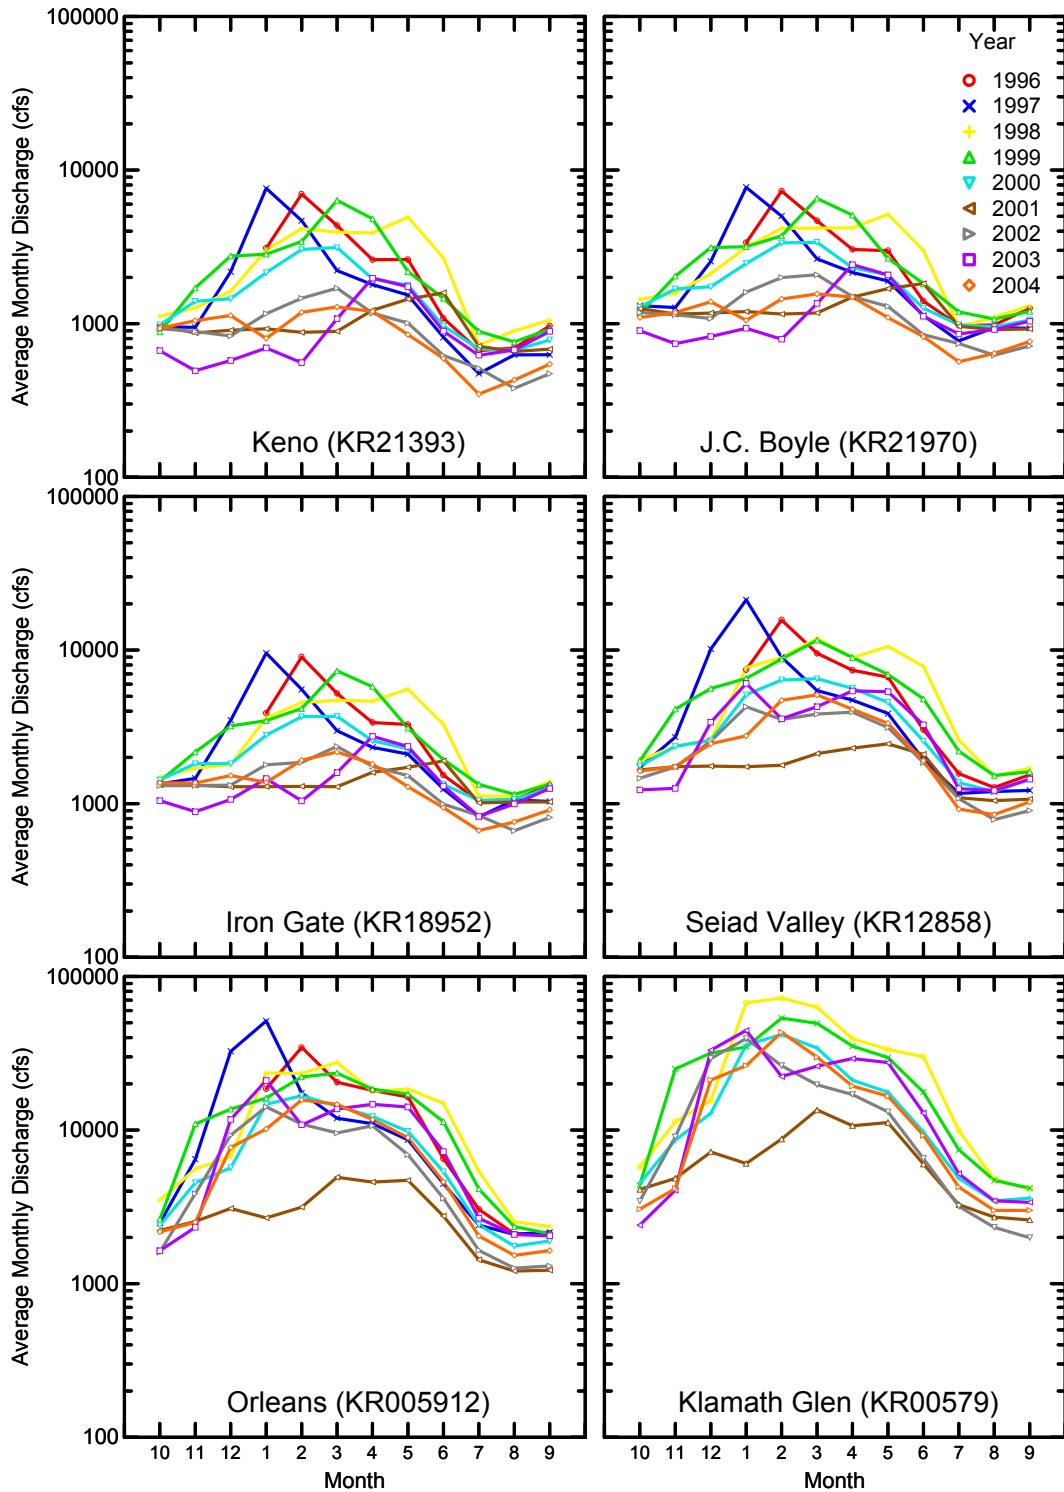 Average Monthly Discharge (cfs)
100000
10000
1000
100
Keno (KR21393)
J.C. Boyle (KR21970)
Year
1996
1997
1998
1999
2000
2001
2002
2003
2004
Average Monthly Discharge (cfs)
100000
10000
1000
100
Iron Gate (KR18952)
Seiad Valley (KR12858)
Average Monthly Discharge (cfs)
100000
10000
1000
100
Orleans (KR005912)
Klamath Glen (KR00579)
10 11 12 1 2 3 4 5 6 7 8 9
Month
10 11 12 1 2 3 4 5 6 7 8 9
Month